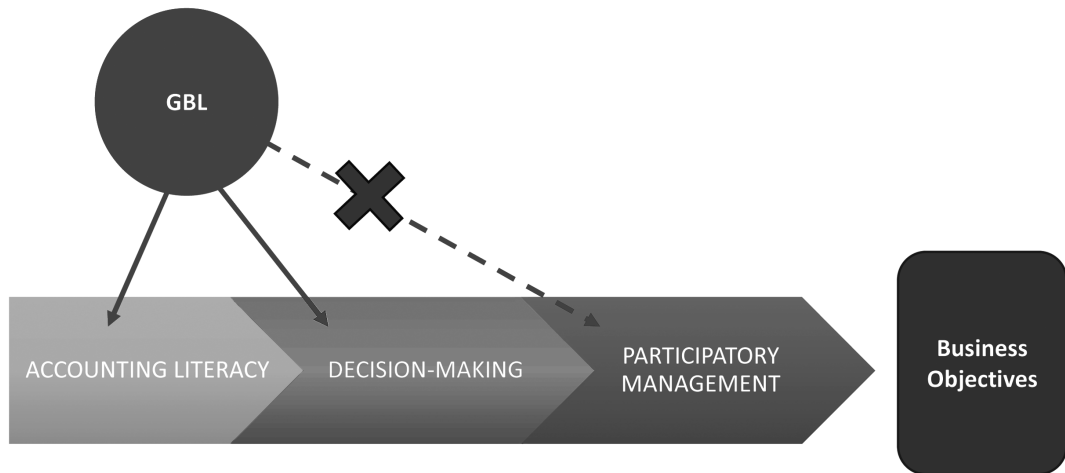 GBL
ACCOUNTING LITERACY
DECISION-MAKING
PARTICIPATORY
MANAGEMENT
Business
Objectives